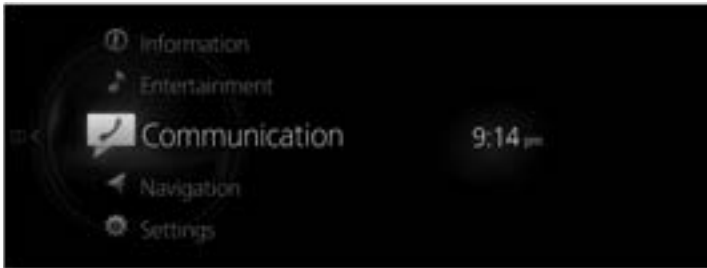 Information
Entertainment
Communication
9:14 pm
Navigation
Settings